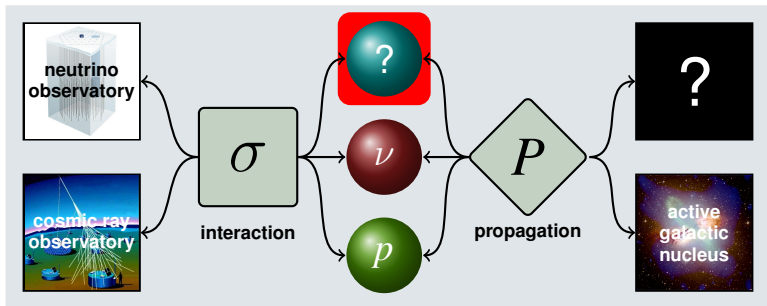 neutrino
observatory
cosmic ray
observatory
σ
interaction
?
ν
p
P
propagation
?
active
galactic
nucleus